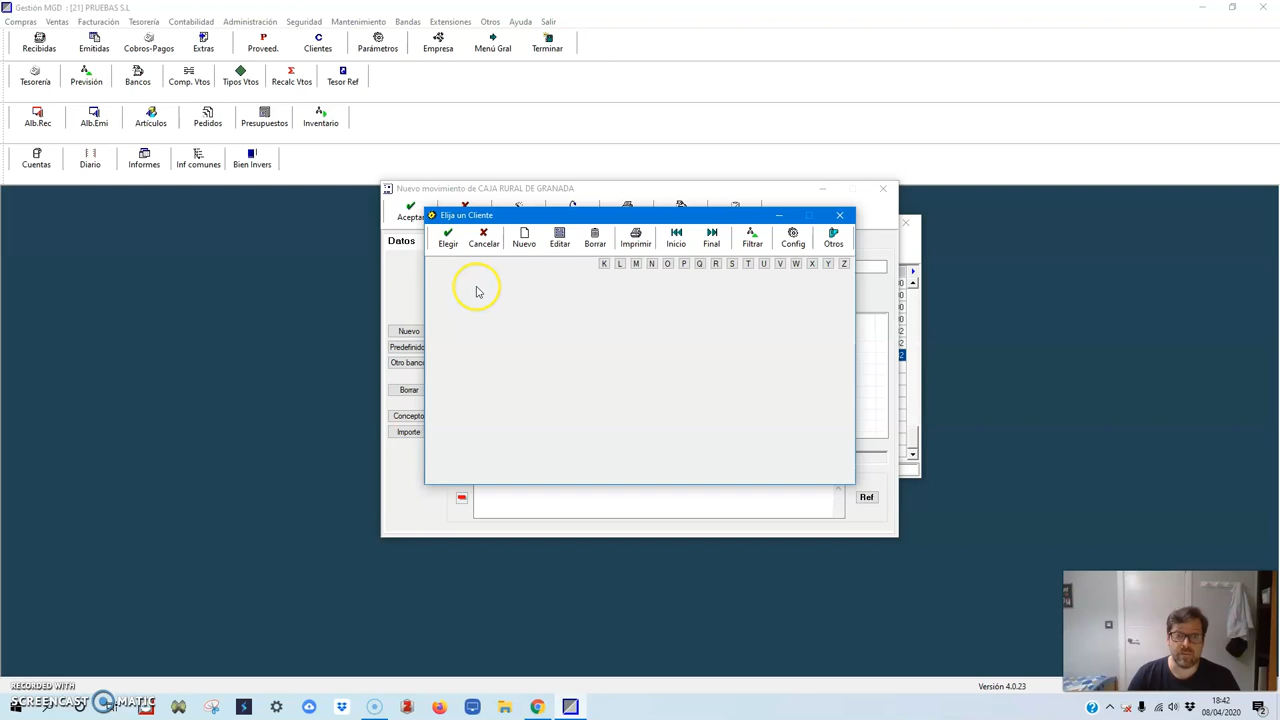 Gestión MGD : [21] PRUEBAS S.L
Compras Ventas Facturación Tesorería Contabilidad Administración Seguridad Mantenimiento Bandas Extensiones Otros Ayuda Salir
Recibidas Emitidas Cobros-Pagos Extras Proveed. Clientes Parámetros Empresa Menú Gral Terminar
Tesorería Previsión Bancos Comp. Vtos Tipos Vtos Recalc Vtos Tesor Ref
Alb.Rec Alb.Emi Artículos Pedidos Presupuestos Inventario
Cuentas Diario Informes Inf comunes Bien Invers
Nuevo movimiento de CAJA RURAL DE GRANADA
Aceptar
Elija un Cliente
Elegir Cancelar Nuevo Editar Borrar Imprimir Inicio Final Filtrar Config Otros
Datos
K L M N O P Q R S T U V W X Y Z
Nuevo
Predefinido
Otro banco
Borrar
Concepto
Importe
Ref
Versión 4.0.23
RECORDED WITH
SCREENCAST MATIC
18:42
08/04/2020